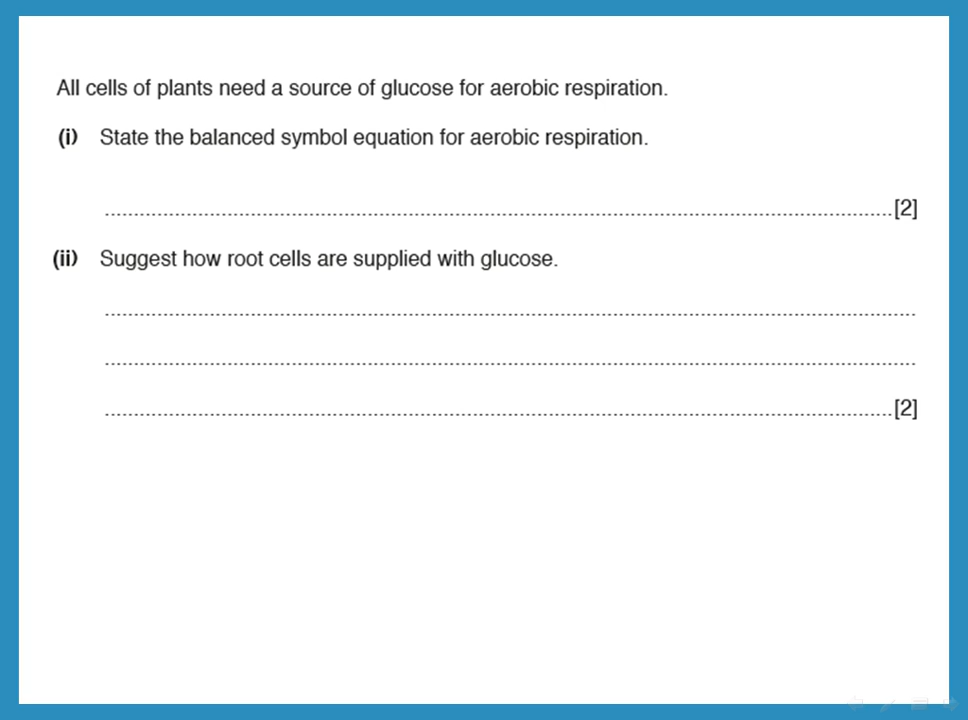 All cells of plants need a source of glucose for aerobic respiration.
(i) State the balanced symbol equation for aerobic respiration.
..........................................................................................................................................[2]
(ii) Suggest how root cells are supplied with glucose.
..............................................................................................................................................
..............................................................................................................................................
..........................................................................................................................................[2]